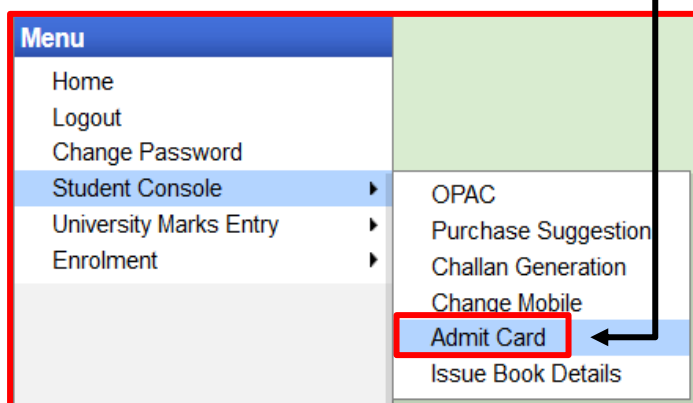 Menu
Home
Logout
Change Password
Student Console
University Marks Entry
Enrolment
OPAC
Purchase Suggestion
Challan Generation
Change Mobile
Admit Card
Issue Book Details